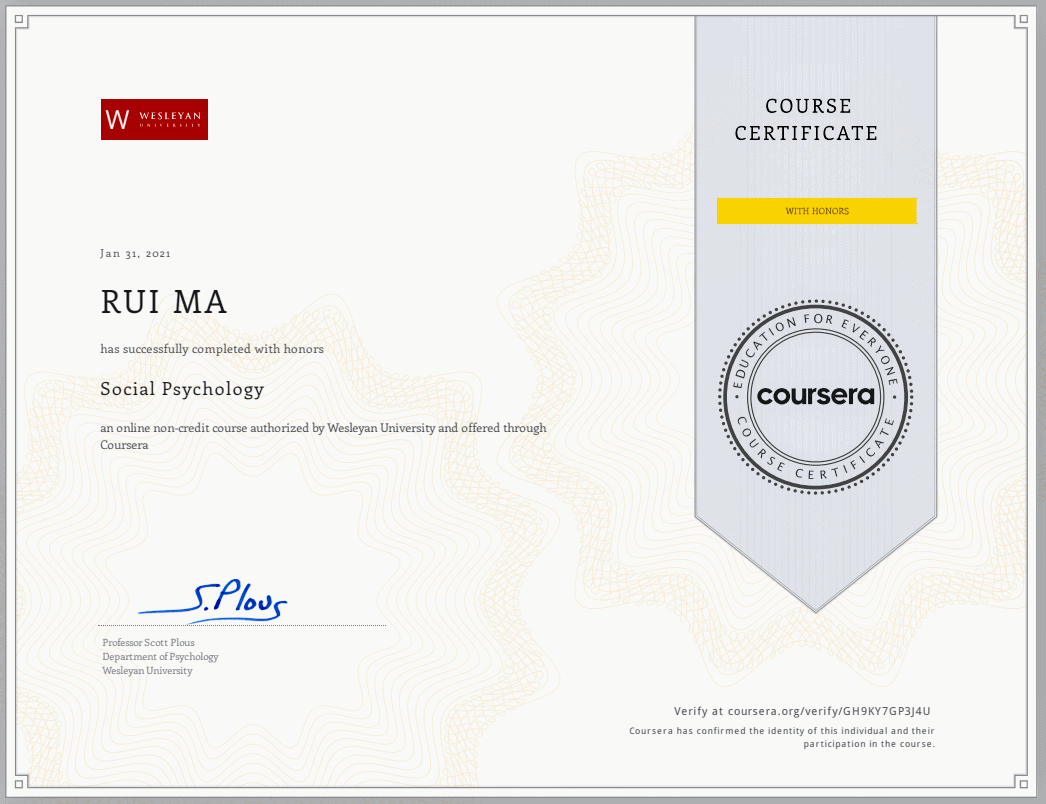 WESLEYAN
UNIVERSITY
COURSE
CERTIFICATE
WITH HONORS
Jan 31, 2021
RUI MA
has successfully completed with honors
Social Psychology
an online non-credit course authorized by Wesleyan University and offered through
Coursera
EDUCATION FOR EVERYONE
coursera
COURSE CERTIFICATE
S. Plous
Professor Scott Plous
Department of Psychology
Wesleyan University
Verify at coursera.org/verify/GH9KY7GP3J4U
Coursera has confirmed the identity of this individual and their
participation in the course.